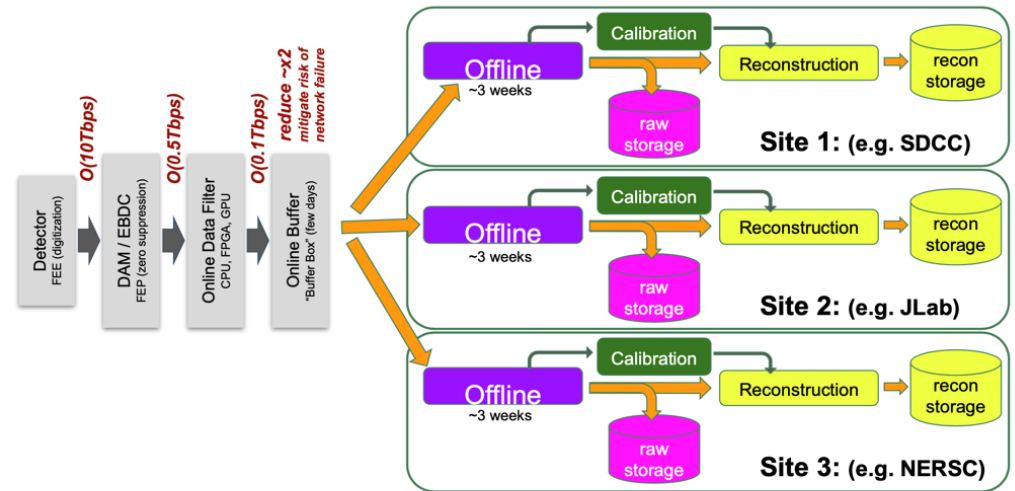 Detector
FEE (digitization)
O(10Tbps)
DAM / EBDC
FEP (zero suppression)
O(0.5Tbps)
Online Data Filter
CPU, FPGA, GPU
O(0.1Tbps)
Online Buffer
"Buffer Box" (few days)
reduce ~x2
mitigate risk of
network failure
Calibration
Offline
~3 weeks
Reconstruction
recon
storage
raw
storage
Site 1: (e.g. SDCC)
Calibration
Offline
~3 weeks
Reconstruction
recon
storage
raw
storage
Site 2: (e.g. JLab)
Calibration
Offline
~3 weeks
Reconstruction
recon
storage
raw
storage
Site 3: (e.g. NERSC)